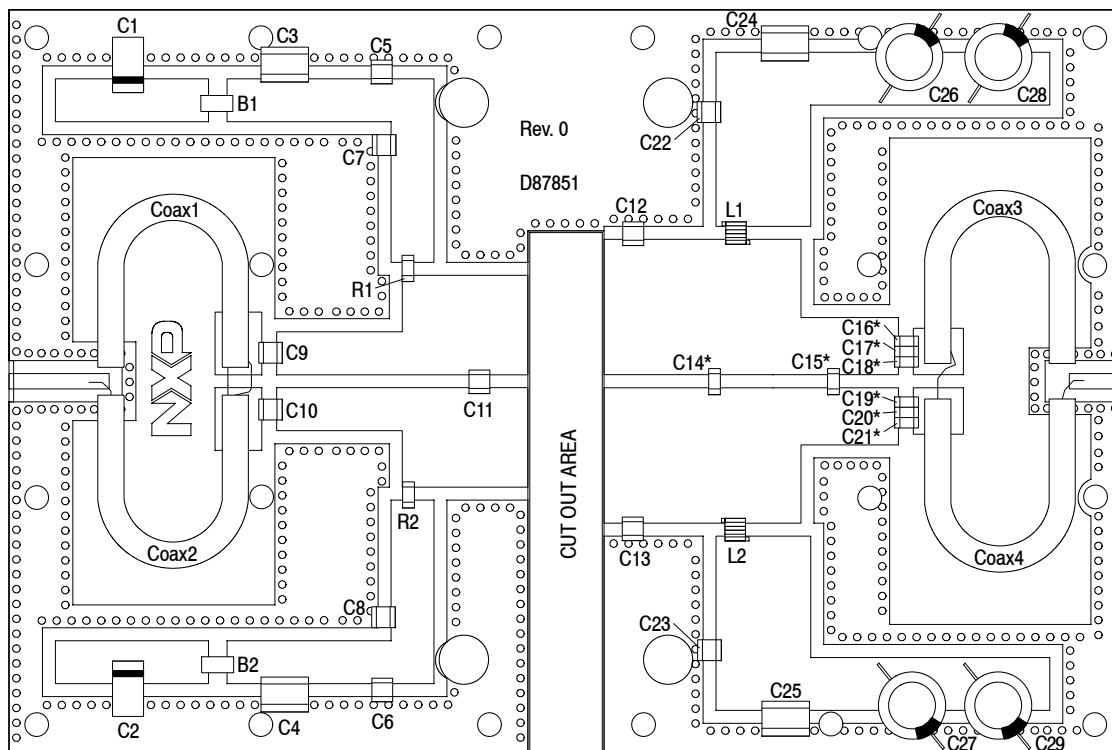 C1
C3
C5
C24
B1
C26
C28
Rev. 0
C22
C7
D87851
Coax1
C12
L1
Coax3
R1
NXP
C9
C16*
C17*
C18*
C14*
C15*
C10
C11
C19*
C20*
C21*
R2
CUT OUT AREA
Coax2
C13
L2
Coax4
C8
C23
B2
C25
C2
C4
C6
C27
C29